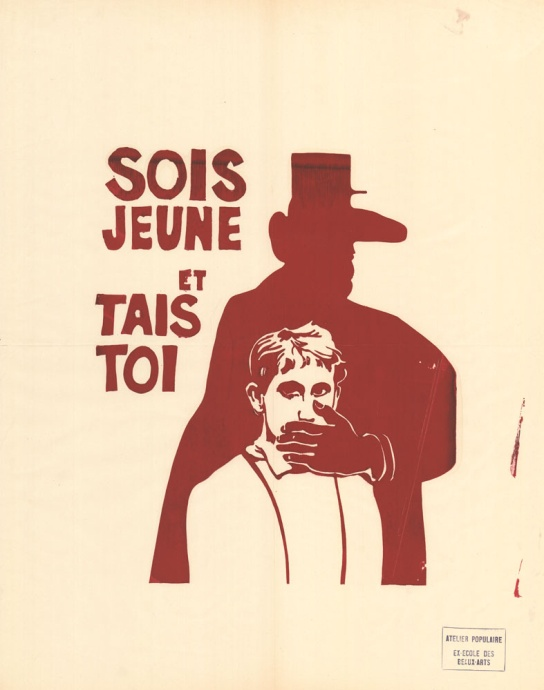 SOIS
JEUNE
ET
TAIS
TOI
ATELIER POPULAIRE
EX ECOLE DES
BEAUX-ARTS